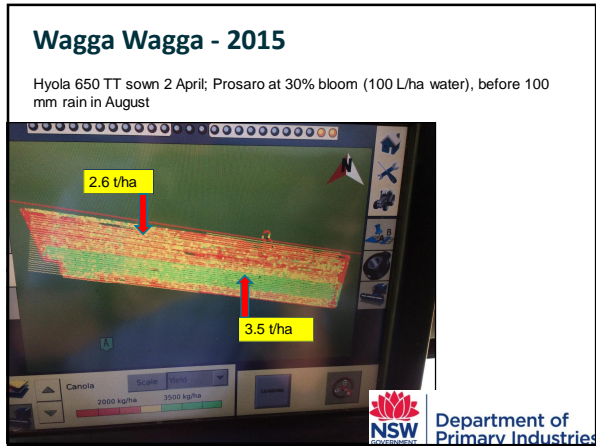 Wagga Wagga - 2015
Hyola 650 TT sown 2 April; Prosaro at 30% bloom (100 L/ha water), before 100
mm rain in August
N
2.6 t/ha
A B
3.5 t/ha
A
Canola
Scale
Yield
2000 kg/ha
3500 kg/ha
NSW
GOVERNMENT
Department of
Primary Industries